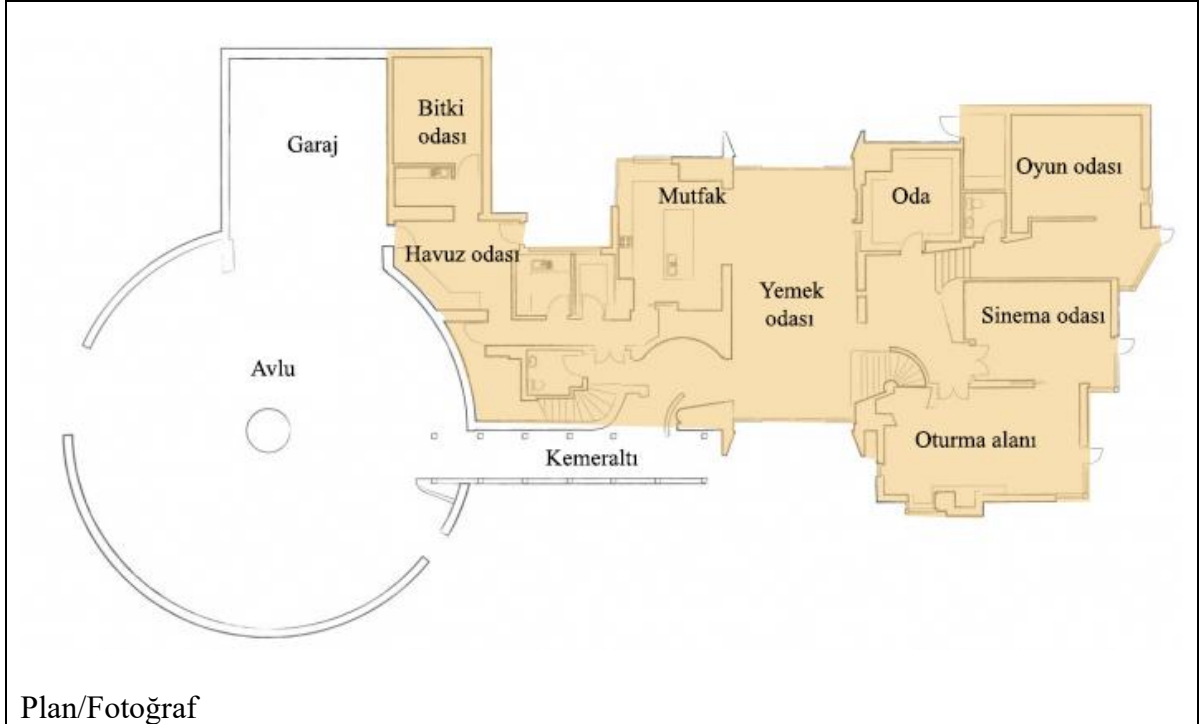 Bitki
odası
Garaj
Oyun odası
Mutfak
Oda
Havuz odası
Yemek
odası
Sinema odası
Avlu
Oturma alanı
Kemeraltı
Plan/Fotoğraf